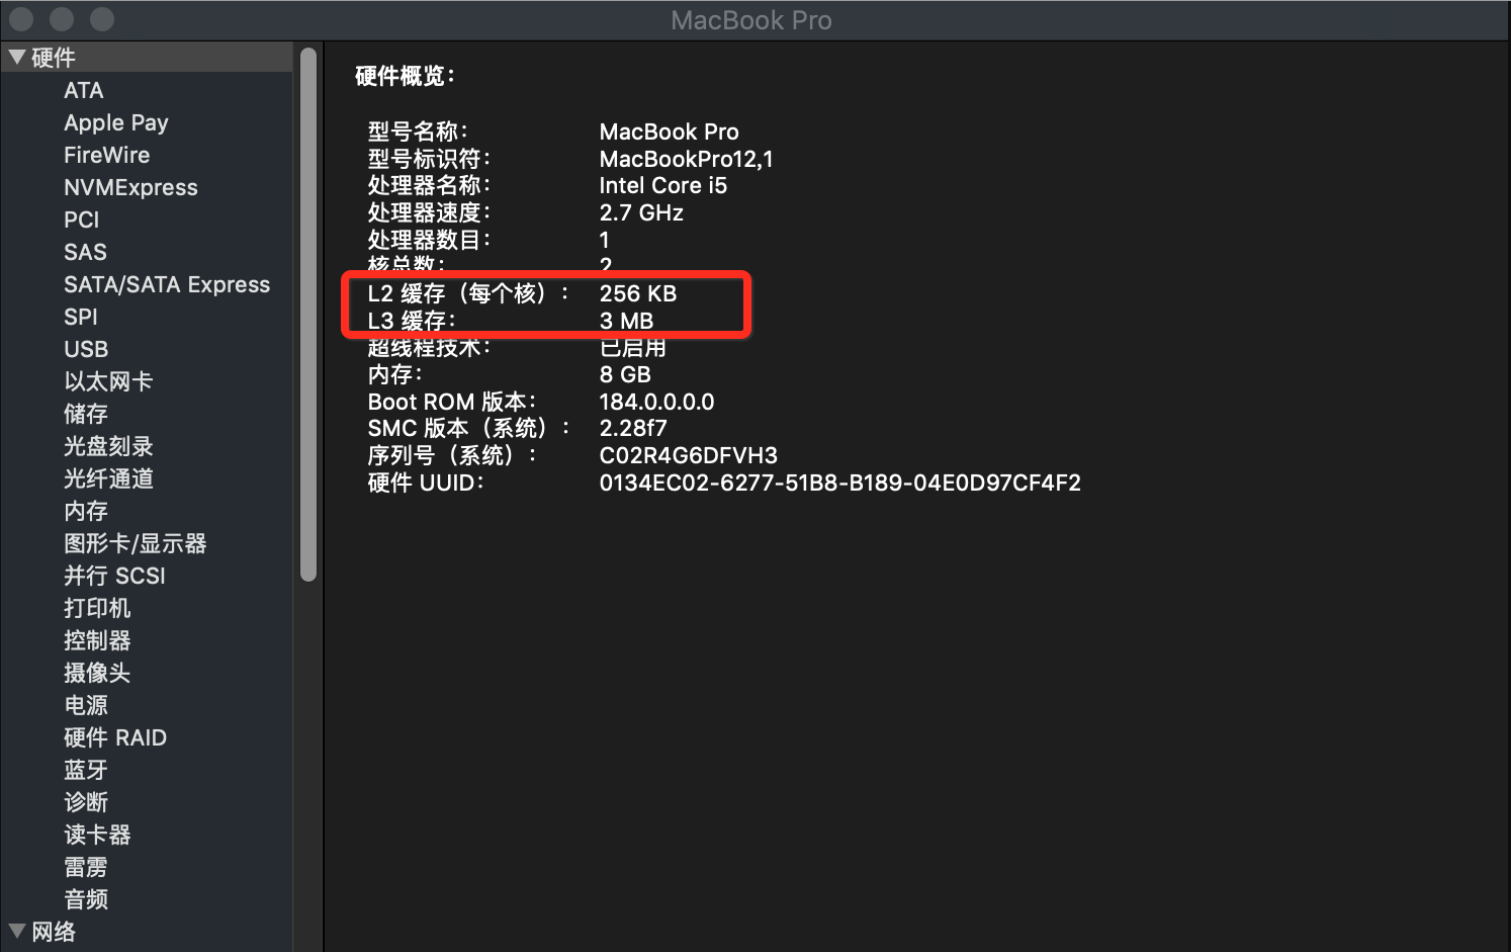 MacBook Pro
硬件
ATA
Apple Pay
FireWire
NVMExpress
PCI
SAS
SATA/SATA Express
SPI
USB
以太网卡
储存
光盘刻录
光纤通道
内存
图形卡/显示器
并行 SCSI
打印机
控制器
摄像头
电源
硬件 RAID
蓝牙
诊断
读卡器
雷雳
音频
网络
硬件概览：
型号名称： MacBook Pro
型号标识符： MacBookPro12,1
处理器名称： Intel Core i5
处理器速度： 2.7 GHz
处理器数目： 1
核总数： 2
L2 缓存（每个核）： 256 KB
L3 缓存： 3 MB
超线程技术： 已启用
内存： 8 GB
Boot ROM 版本： 184.0.0.0.0
SMC 版本（系统）： 2.28f7
序列号（系统）： C02R4G6DFVH3
硬件 UUID： 0134EC02-6277-51B8-B189-04E0D97CF4F2